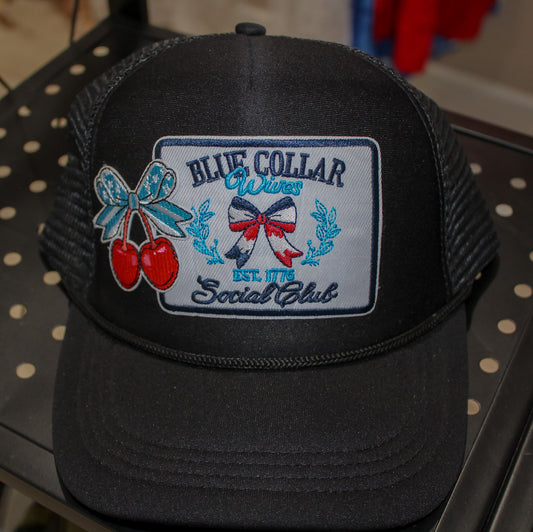 BLUE COLLAR
Wives
EST. 1776
Social Club